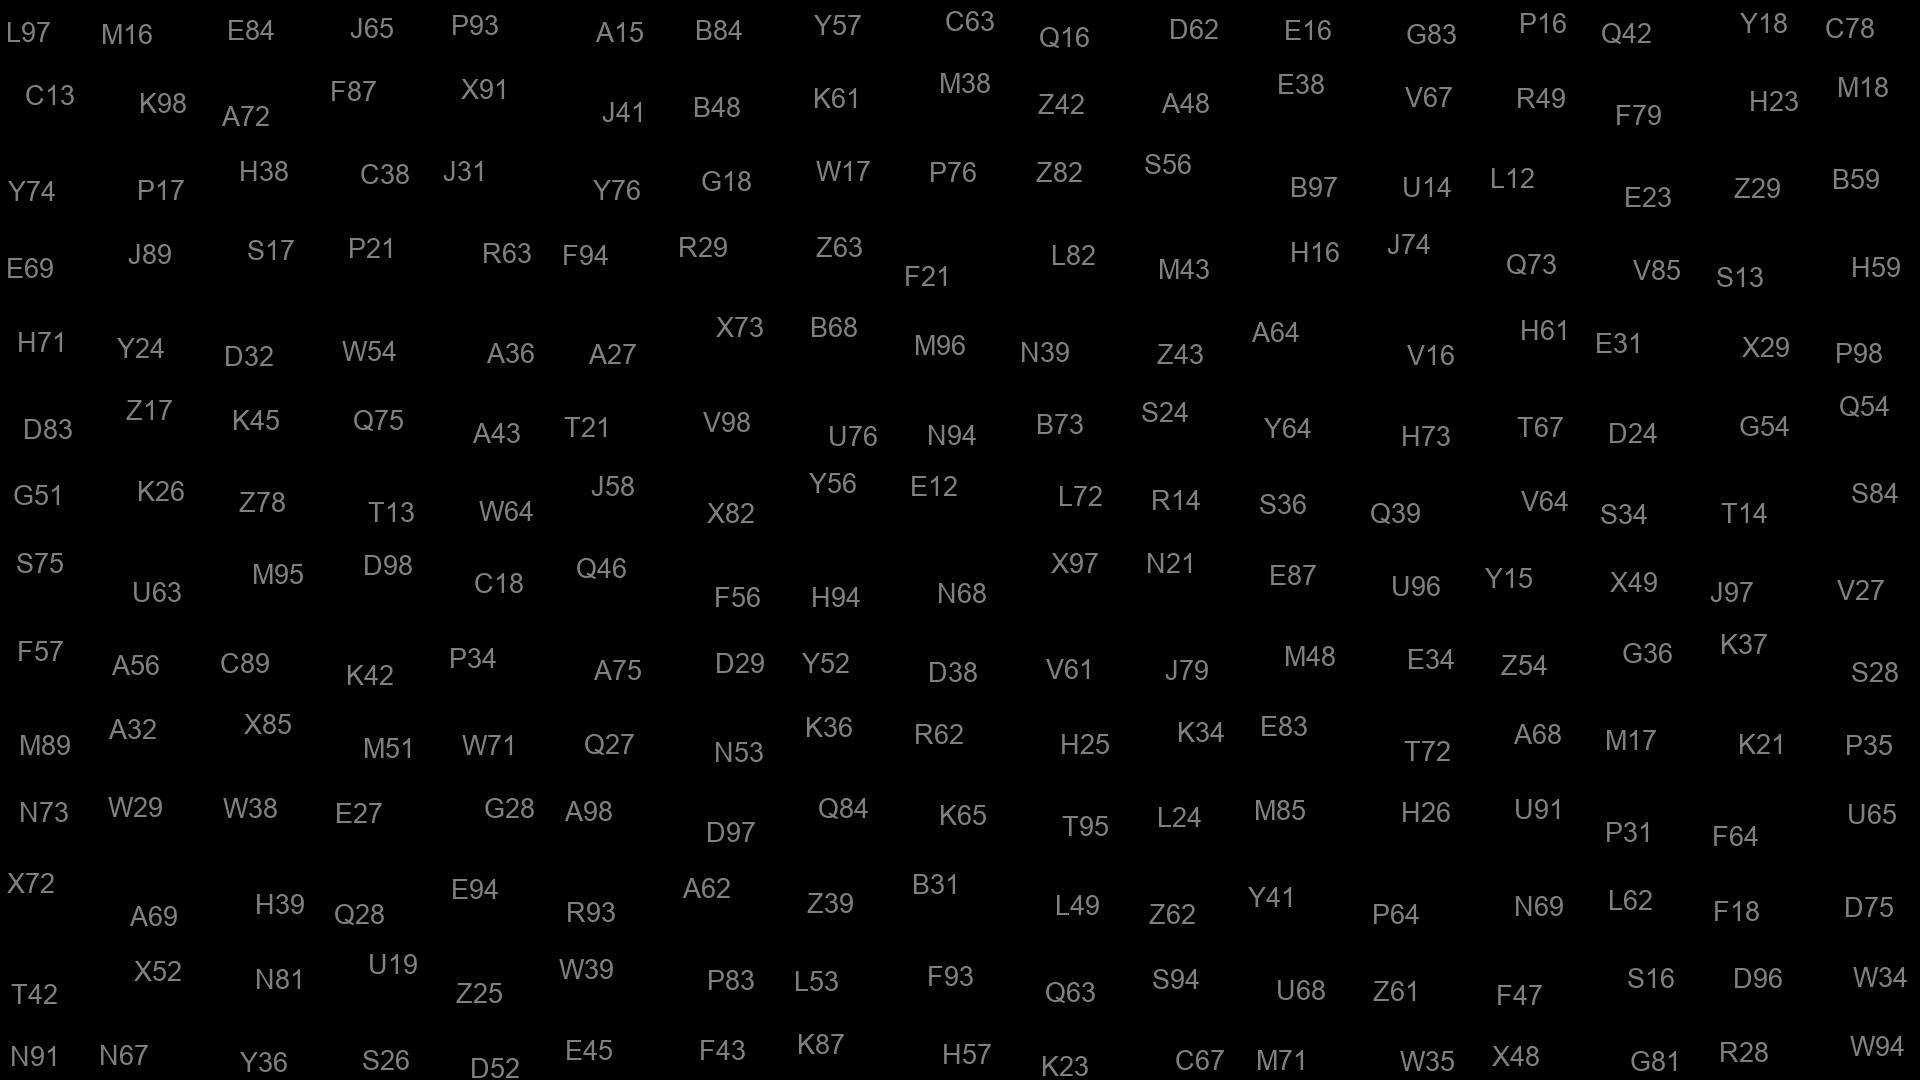 L97 M16 E84 J65 P93 A15 B84 Y57 C63 Q16 D62 E16 G83 P16 Q42 Y18 C78
C13 K98 A72 F87 X91 J41 B48 K61 M38 Z42 A48 E38 V67 R49 F79 H23 M18
Y74 P17 H38 C38 J31 Y76 G18 W17 P76 Z82 S56 B97 U14 L12 E23 Z29 B59
E69 J89 S17 P21 R63 F94 R29 Z63 F21 L82 M43 H16 J74 Q73 V85 S13 H59
H71 Y24 D32 W54 A36 A27 X73 B68 M96 N39 Z43 A64 V16 H61 E31 X29 P98
D83 Z17 K45 Q75 A43 T21 V98 U76 N94 B73 S24 Y64 H73 T67 D24 G54 Q54
G51 K26 Z78 T13 W64 J58 X82 Y56 E12 L72 R14 S36 Q39 V64 S34 T14 S84
S75 U63 M95 D98 C18 Q46 F56 H94 N68 X97 N21 E87 U96 Y15 X49 J97 V27
F57 A56 C89 K42 P34 A75 D29 Y52 D38 V61 J79 M48 E34 Z54 G36 K37 S28
M89 A32 X85 M51 W71 Q27 N53 K36 R62 H25 K34 E83 T72 A68 M17 K21 P35
N73 W29 W38 E27 G28 A98 D97 Q84 K65 T95 L24 M85 H26 U91 P31 F64 U65
X72 A69 H39 Q28 E94 R93 A62 Z39 B31 L49 Z62 Y41 P64 N69 L62 F18 D75
T42 X52 N81 U19 Z25 W39 P83 L53 F93 Q63 S94 U68 Z61 F47 S16 D96 W34
N91 N67 Y36 S26 D52 E45 F43 K87 H57 K23 C67 M71 W35 X48 G81 R28 W94